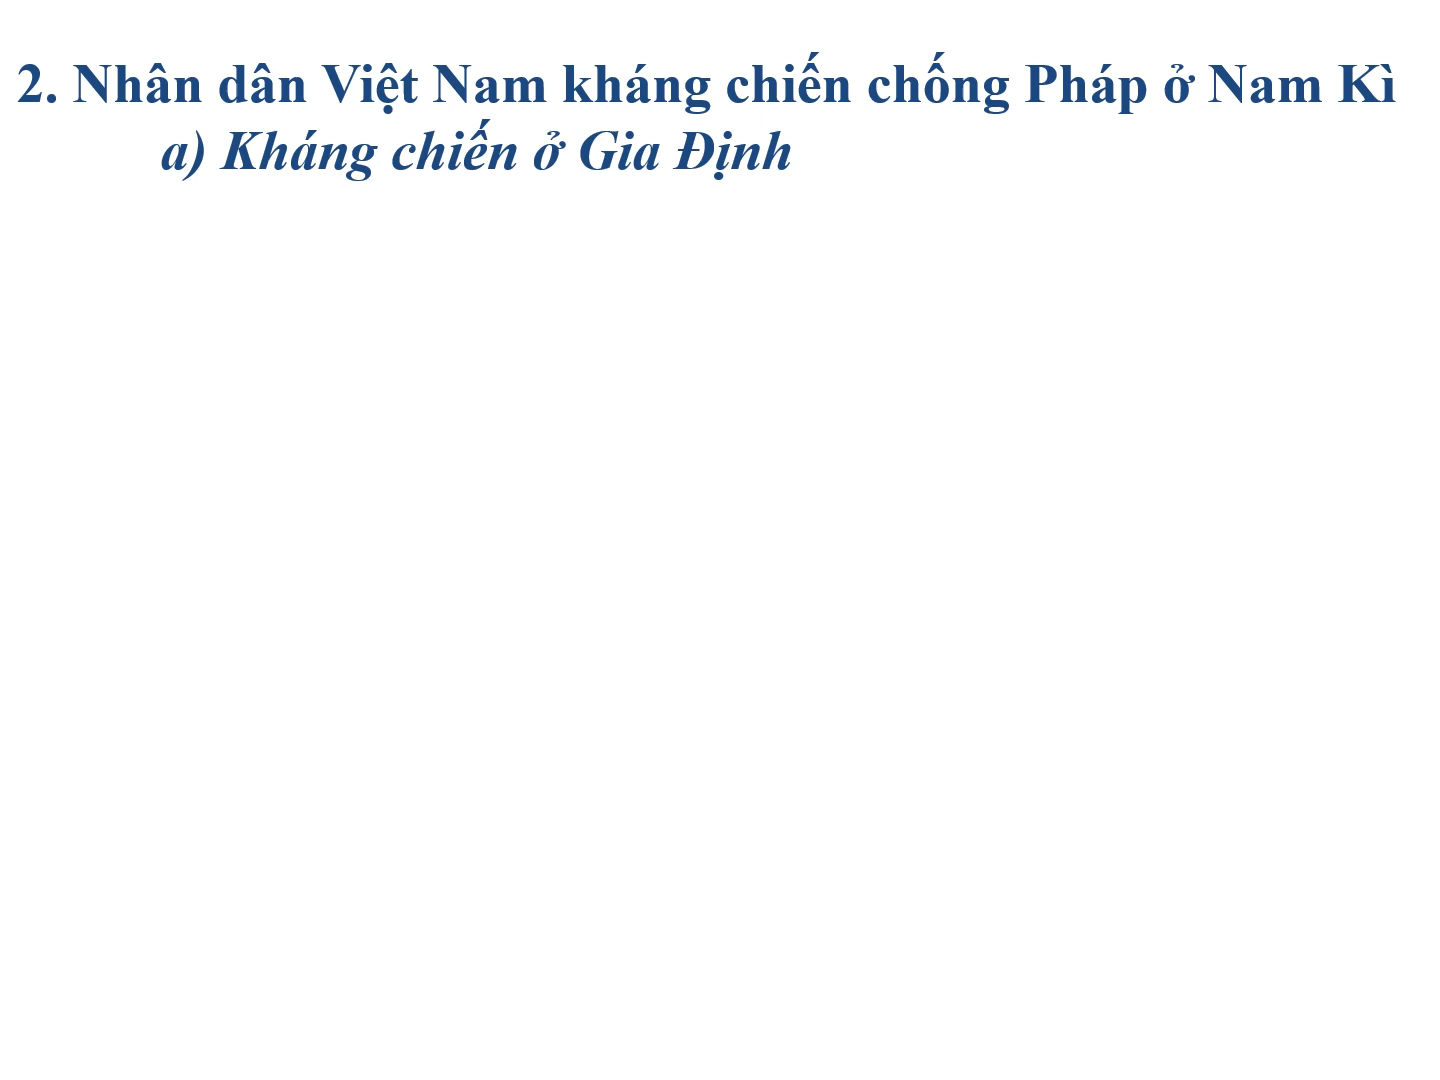 2. Nhân dân Việt Nam kháng chiến chống Pháp ở Nam Kì
a) Kháng chiến ở Gia Định